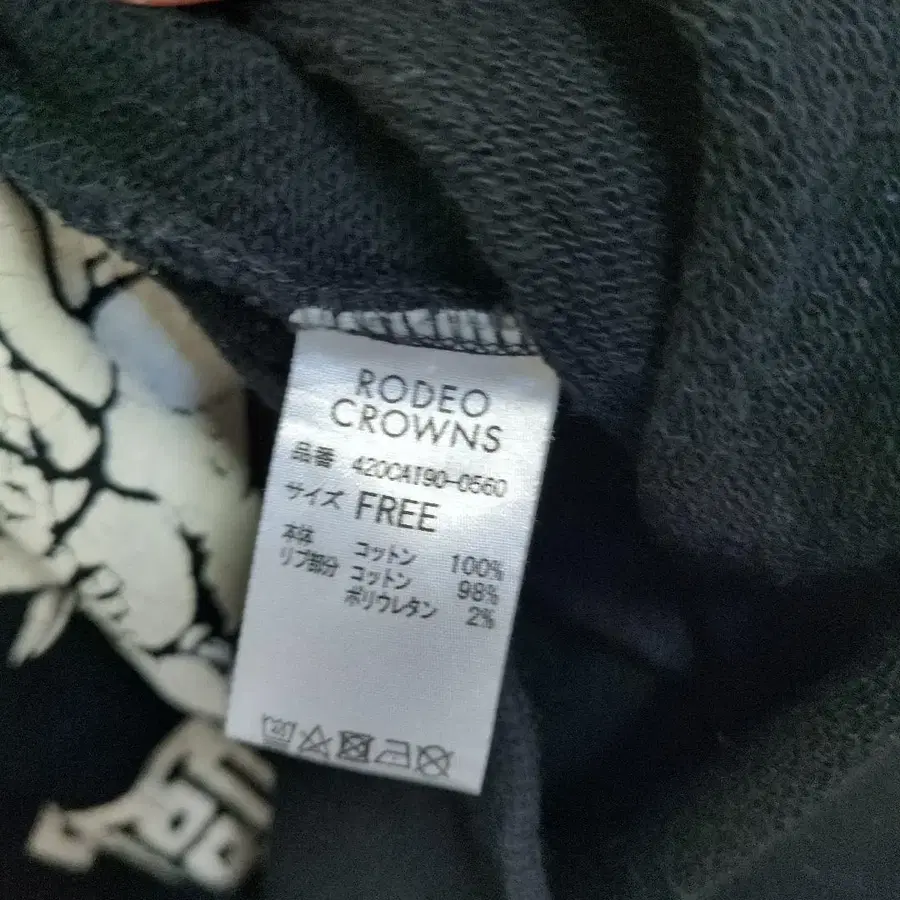 RODEO
CROWNS
品番 420CAI90-0560
サイズ FREE
本体 コットン 100%
リブ部分 コットン 98%
ポリウレタン 2%